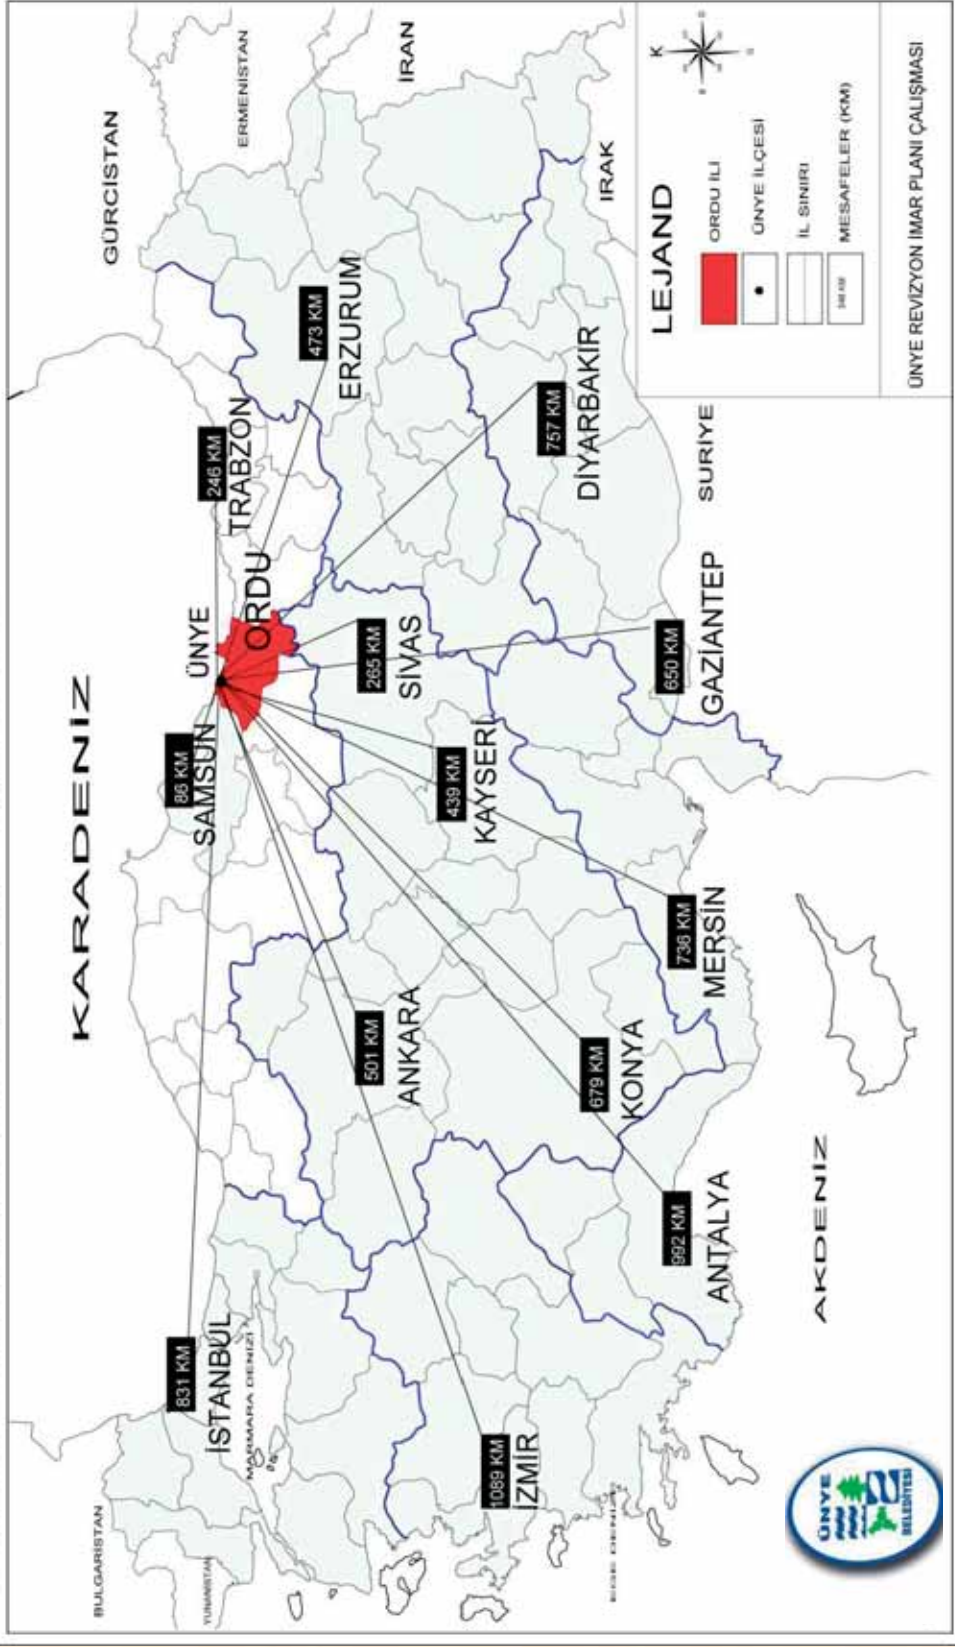 KARADENİZ
GÜRCİSTAN
ERMENİSTAN
İRAN
BULGARİSTAN
YUNANİSTAN
831 KM
İSTANBUL
MARMARA DENİZİ
86 KM
SAMSUN
ÜNYE
ORDU
246 KM
TRABZON
473 KM
ERZURUM
501 KM
ANKARA
265 KM
SİVAS
439 KM
KAYSERİ
1089 KM
İZMİR
757 KM
DİYARBAKIR
679 KM
KONYA
992 KM
ANTALYA
736 KM
MERSİN
650 KM
GAZİANTEP
IRAK
SURİYE
AKDENİZ
K
LEJAND
ORDU İLİ
ÜNYE İLÇESİ
İL SINIRI
MESAFELER (KM)
ÜNYE REVİZYON İMAR PLANI ÇALIŞMASI
ÜNYE
BELEDİYESİ